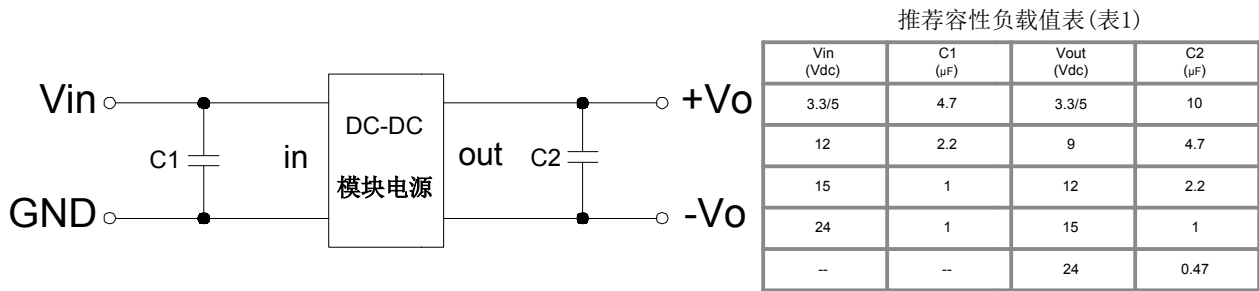 推荐容性负载值表(表1)
Vin
(Vdc)
C1
(μF)
Vout
(Vdc)
C2
(μF)
3.3/5 4.7 3.3/5 10
12 2.2 9 4.7
15 1 12 2.2
24 1 15 1
-- -- 24 0.47
Vin
+Vo
DC-DC
C1
in
模块电源
out
C2
GND
-Vo